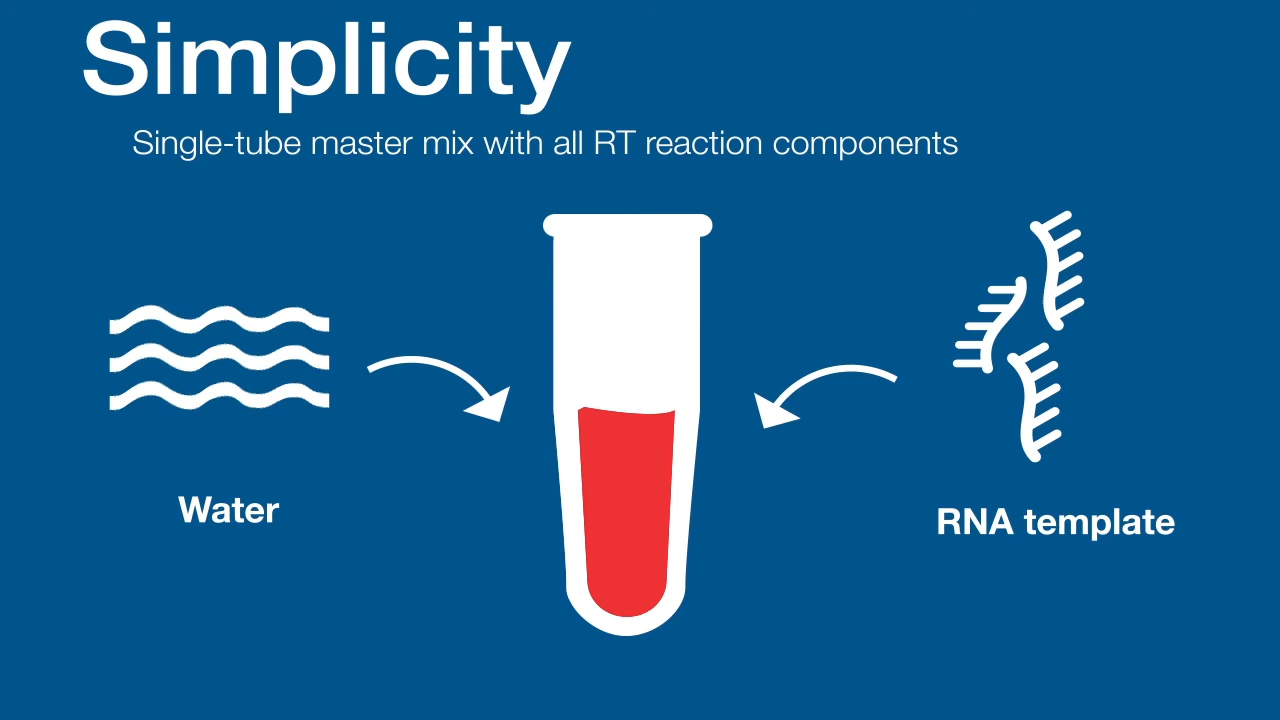 Simplicity
Single-tube master mix with all RT reaction components
Water
RNA template